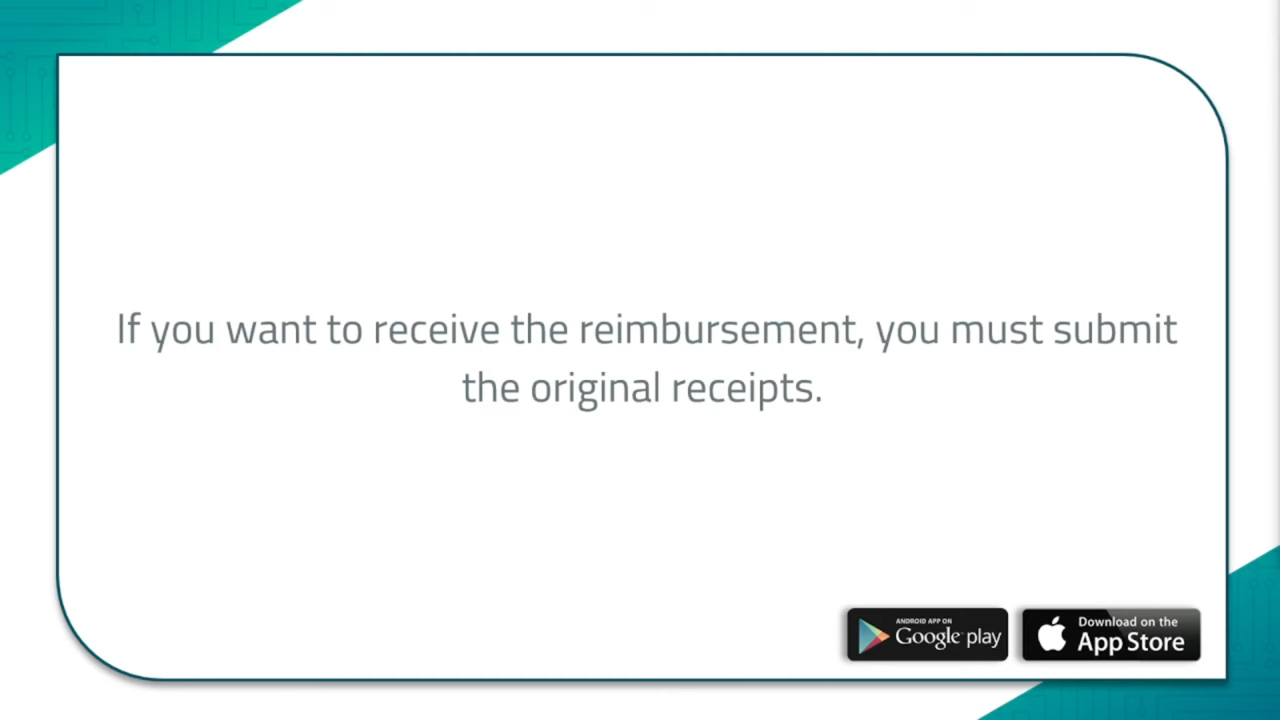 If you want to receive the reimbursement, you must submit
the original receipts.
ANDROID APP ON
Google play
Download on the
App Store